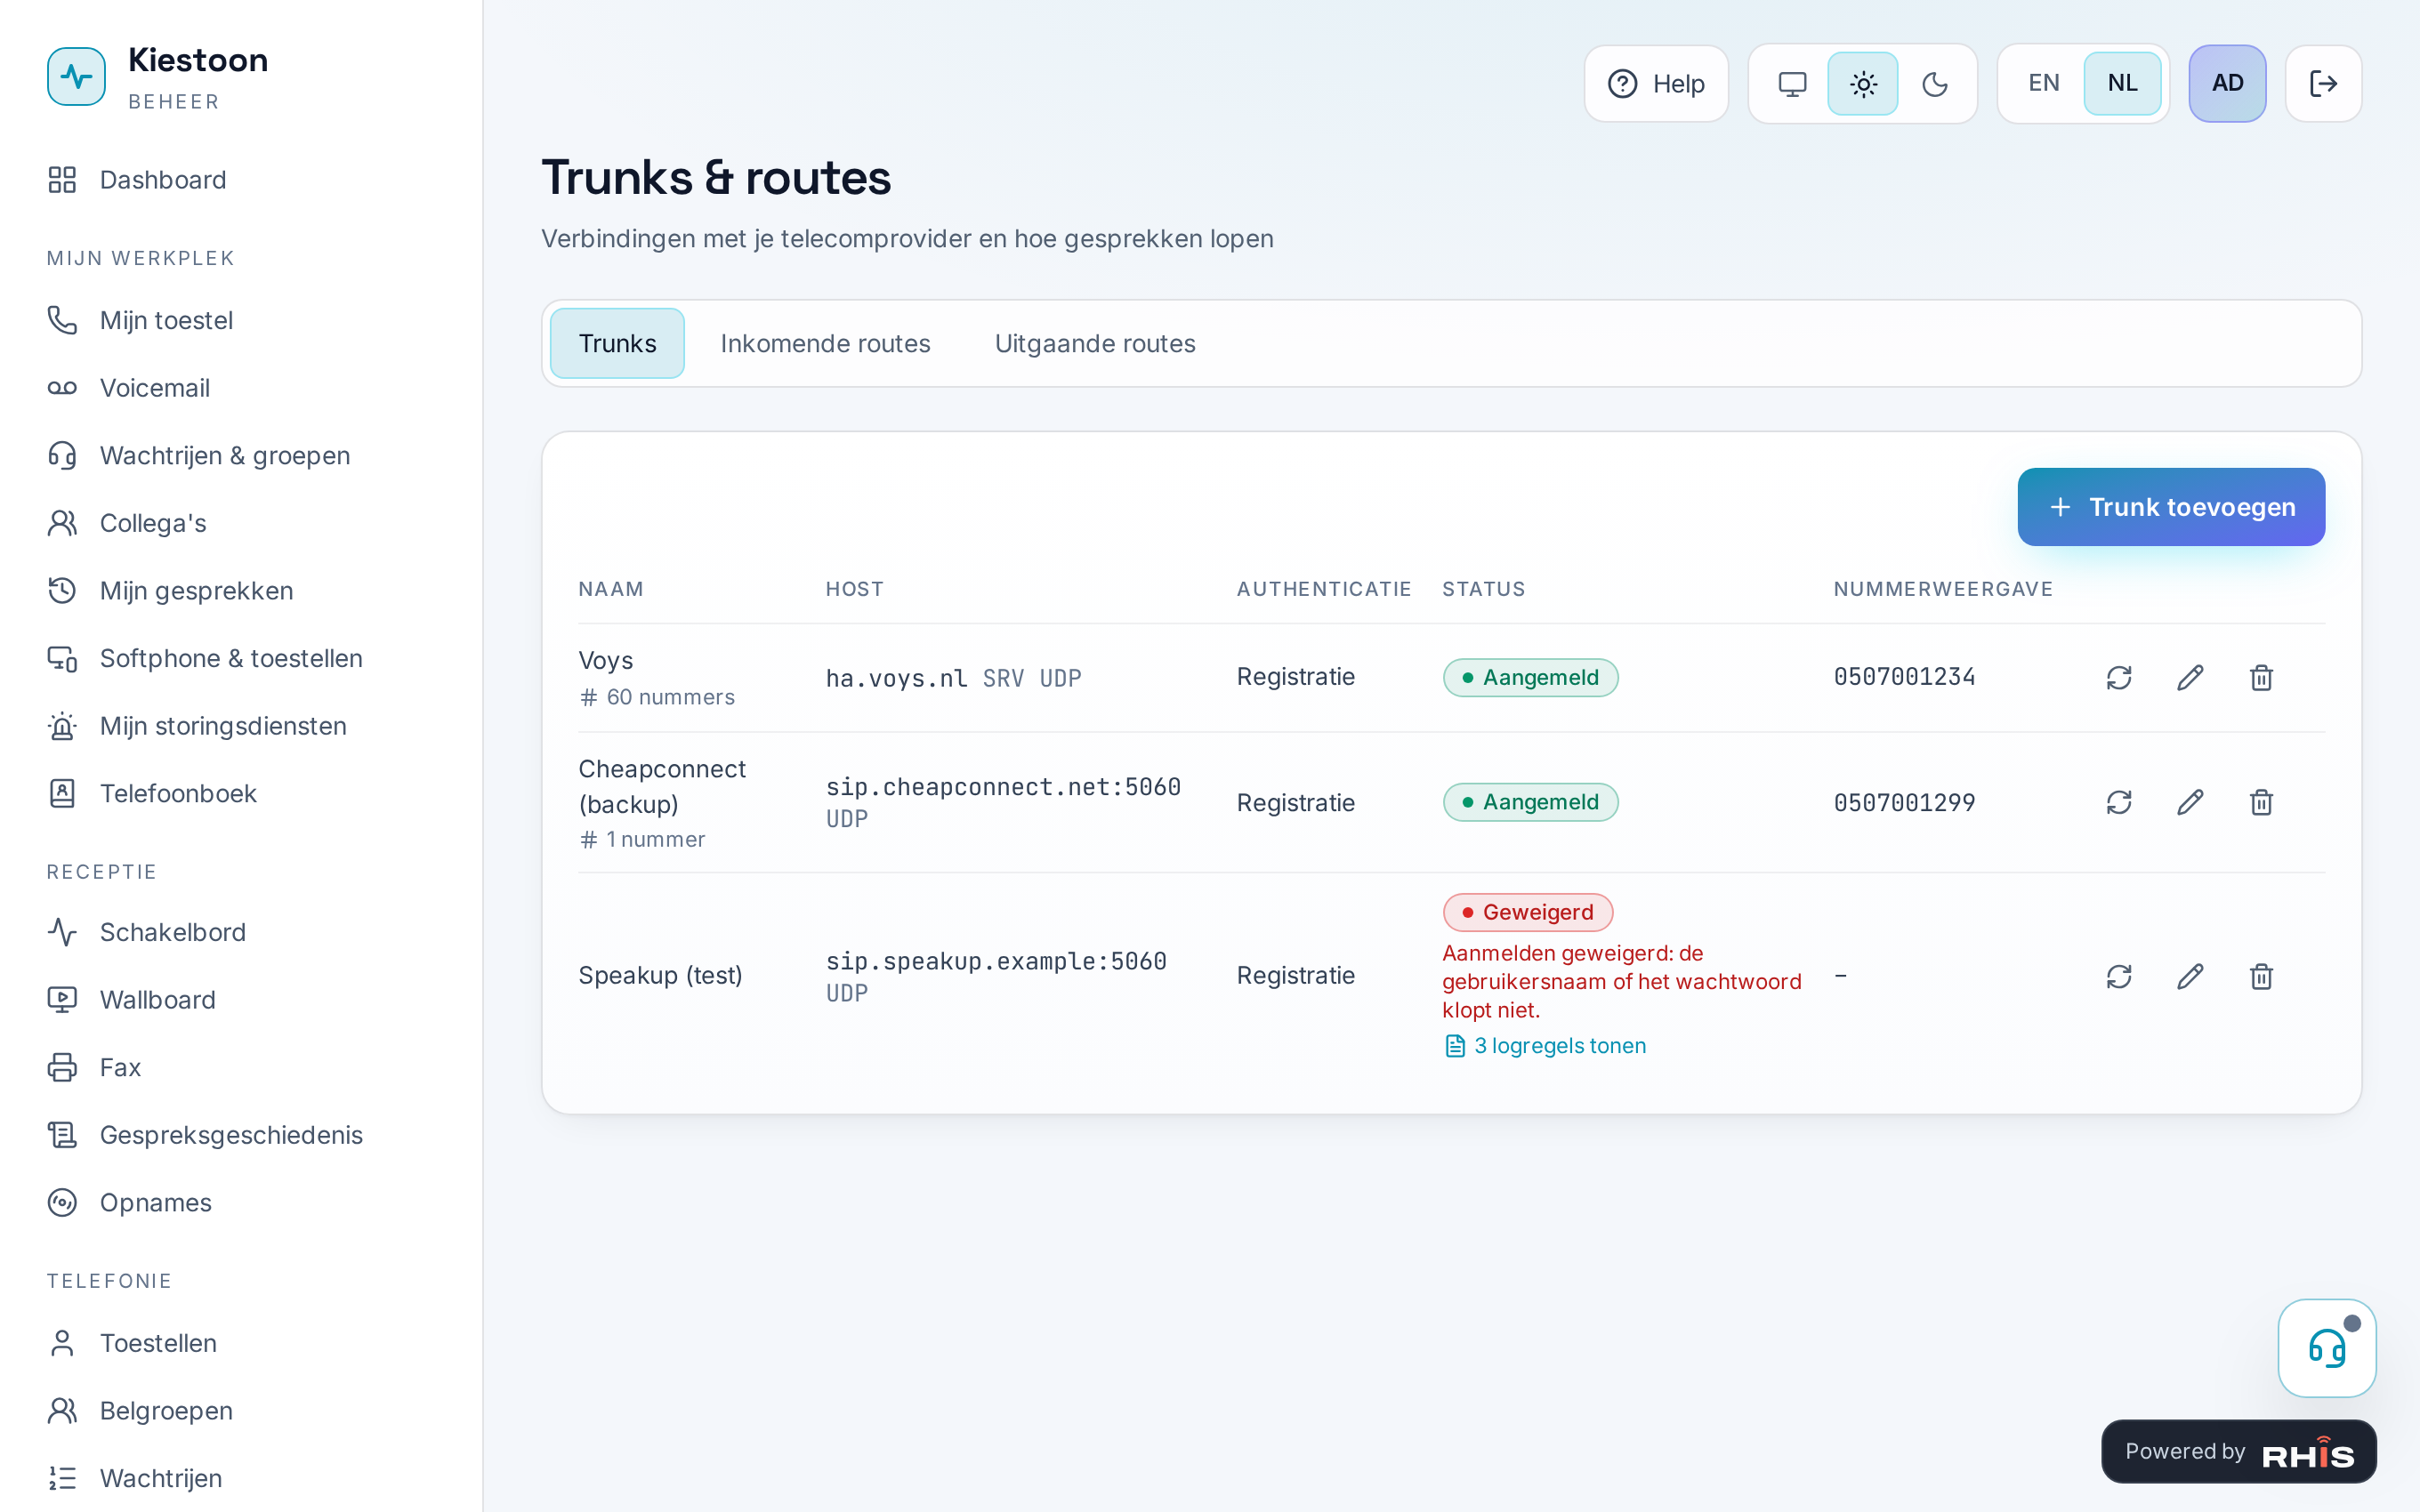 Kiestoon
BEHEER
Dashboard
MIJN WERKPLEK
Mijn toestel
Voicemail
Wachtrijen & groepen
Collega's
Mijn gesprekken
Softphone & toestellen
Mijn storingsdiensten
Telefoonboek
RECEPTIE
Schakelbord
Wallboard
Fax
Gespreksgeschiedenis
Opnames
TELEFONIE
Toestellen
Belgroepen
Wachtrijen
Help
EN NL
AD
Trunks & routes
Verbindingen met je telecomprovider en hoe gesprekken lopen
Trunks Inkomende routes Uitgaande routes
+ Trunk toevoegen
NAAM HOST AUTHENTICATIE STATUS NUMMERWEERGAVE
Voys
# 60 nummers
ha.voys.nl SRV UDP
Registratie
Aangemeld
0507001234
Cheapconnect
(backup)
# 1 nummer
sip.cheapconnect.net:5060
UDP
Registratie
Aangemeld
0507001299
Speakup (test)
sip.speakup.example:5060
UDP
Registratie
Geweigerd
Aanmelden geweigerd: de
gebruikersnaam of het wachtwoord
klopt niet.
3 logregels tonen
–
Powered by RHIS